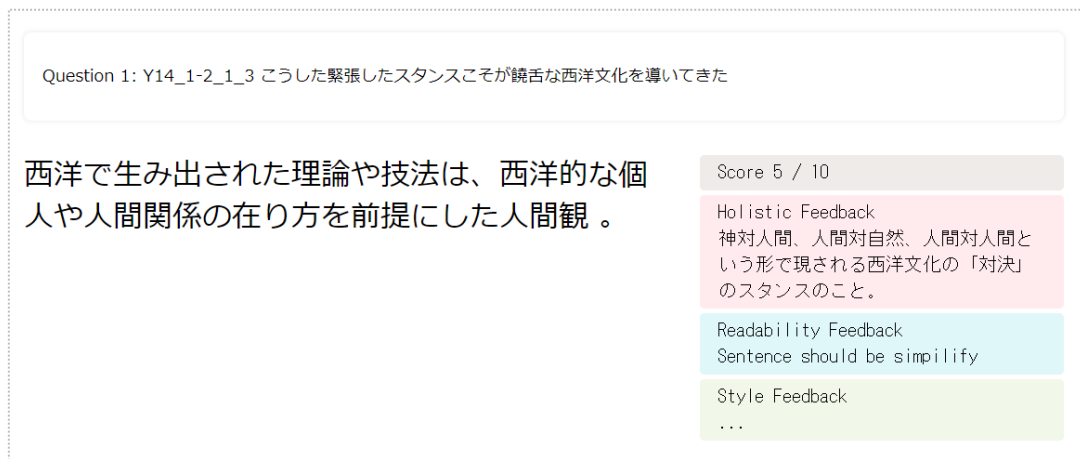 Question 1: Y14_1-2_1_3 こうした緊張したスタンスこそが饒舌な西洋文化を導いてきた
西洋で生み出された理論や技法は、西洋的な個
人や人間関係の在り方を前提にした人間観 。
Score 5 / 10
Holistic Feedback
神対人間、人間対自然、人間対人間と
いう形で現される西洋文化の「対決」
のスタンスのこと。
Readability Feedback
Sentence should be simpilify
Style Feedback
...